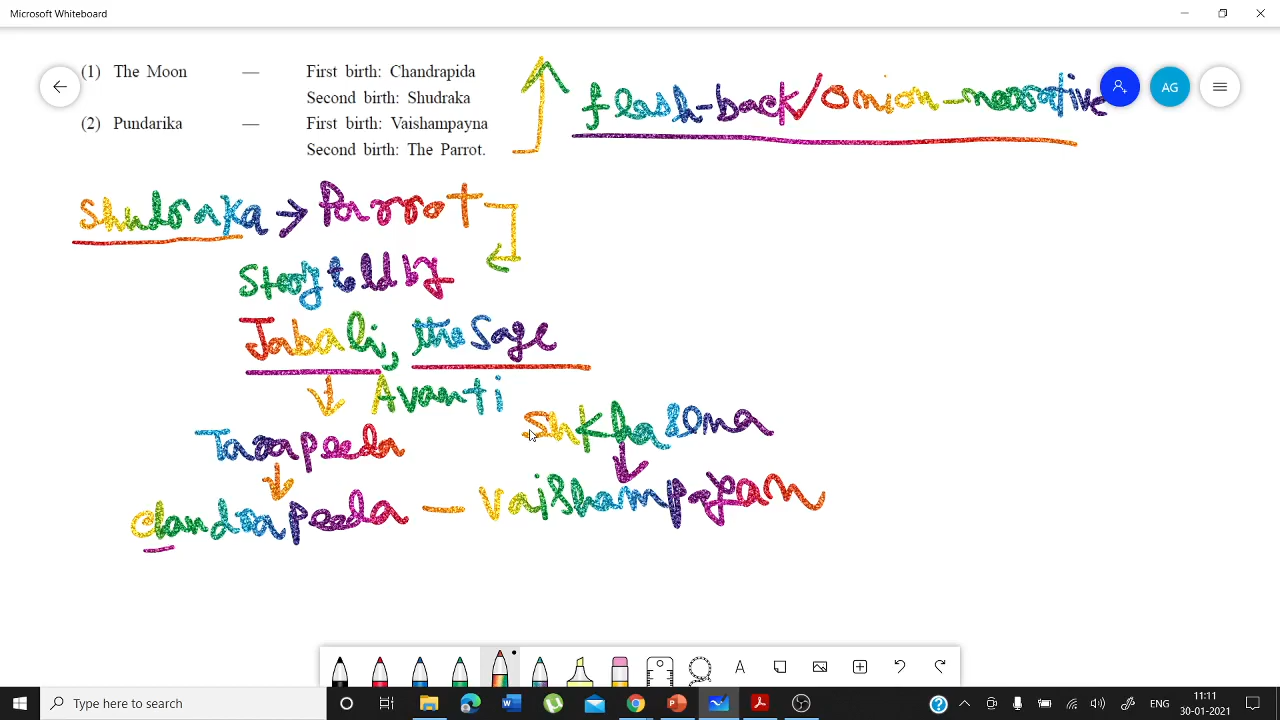 Microsoft Whiteboard
(1) The Moon — First birth: Chandrapida
Second birth: Shudraka
(2) Pundarika — First birth: Vaishampayna
Second birth: The Parrot.
flash-back/Onion-narrative
AG
Shudraka → Parrot
Story told by
Jabali, the Sage
Avanti
Tarapeeda
Shkhasma
Chandrapeeda — Vaishampayan
A
Type here to search
ENG
11:11
30-01-2021